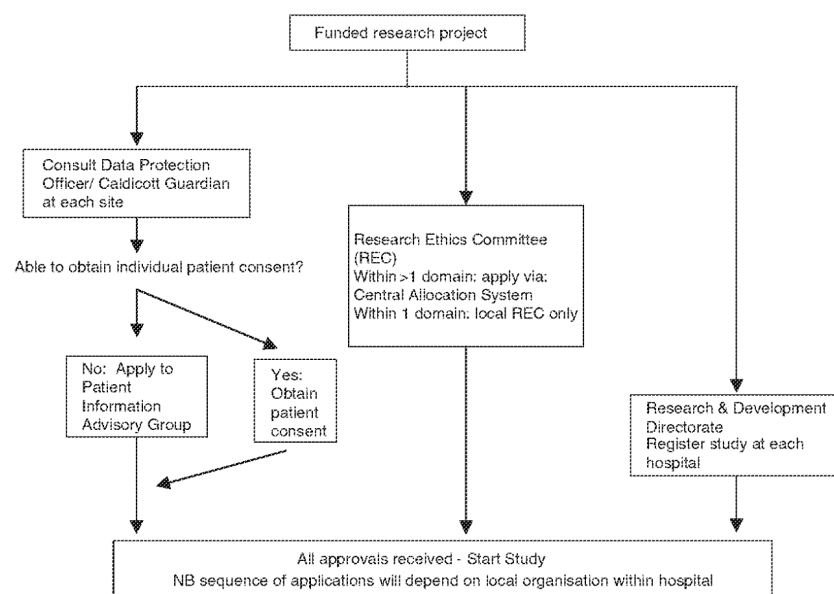 Funded research project
Consult Data Protection
Officer/ Caldicott Guardian
at each site
Able to obtain individual patient consent?
No: Apply to
Patient
Information
Advisory Group
Yes:
Obtain
patient
consent
Research Ethics Committee
(REC)
Within >1 domain: apply via:
Central Allocation System
Within 1 domain: local REC only
Research & Development
Directorate
Register study at each
hospital
All approvals received - Start Study
NB sequence of applications will depend on local organisation within hospital